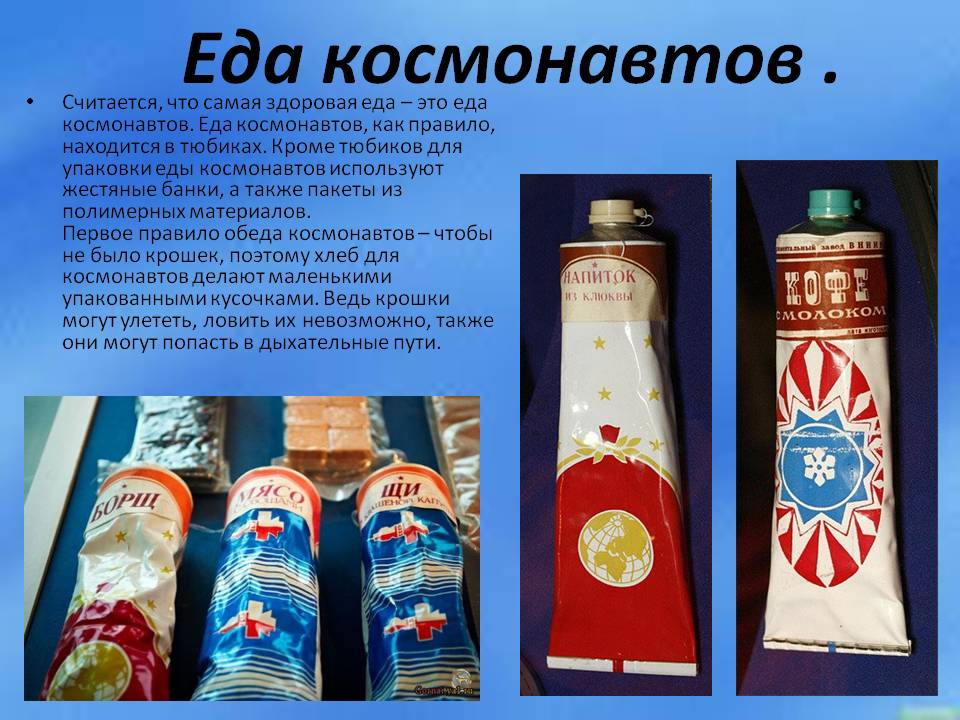 Еда космонавтов .
• Считается, что самая здоровая еда – это еда
космонавтов. Еда космонавтов, как правило,
находится в тюбиках. Кроме тюбиков для
упаковки еды космонавтов используют
жестяные банки, а также пакеты из
полимерных материалов.
Первое правило обеда космонавтов – чтобы
не было крошек, поэтому хлеб для
космонавтов делают маленькими
упакованными кусочками. Ведь крошки
могут улететь, ловить их невозможно, также
они могут попасть в дыхательные пути.
НАПИТОК
ИЗ КЛЮКВЫ
завод
КОФЕ
С МОЛОКОМ
БОРЩ
МЯСО
ЩИ